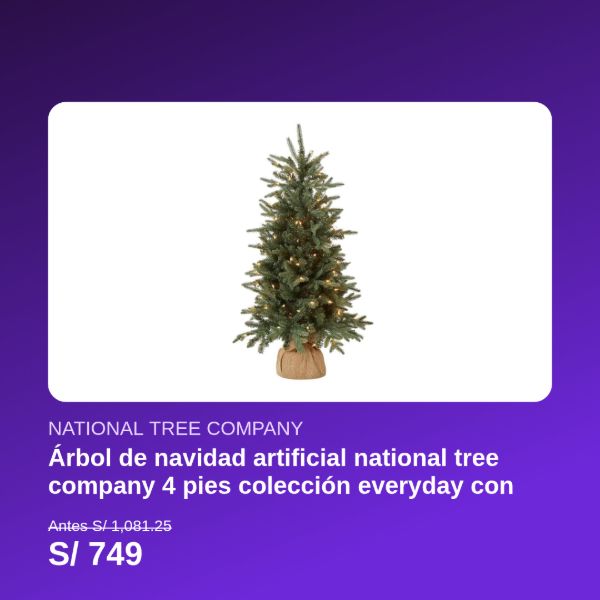 NATIONAL TREE COMPANY
Árbol de navidad artificial national tree
company 4 pies colección everyday con
Antes S/ 1,081.25
S/ 749